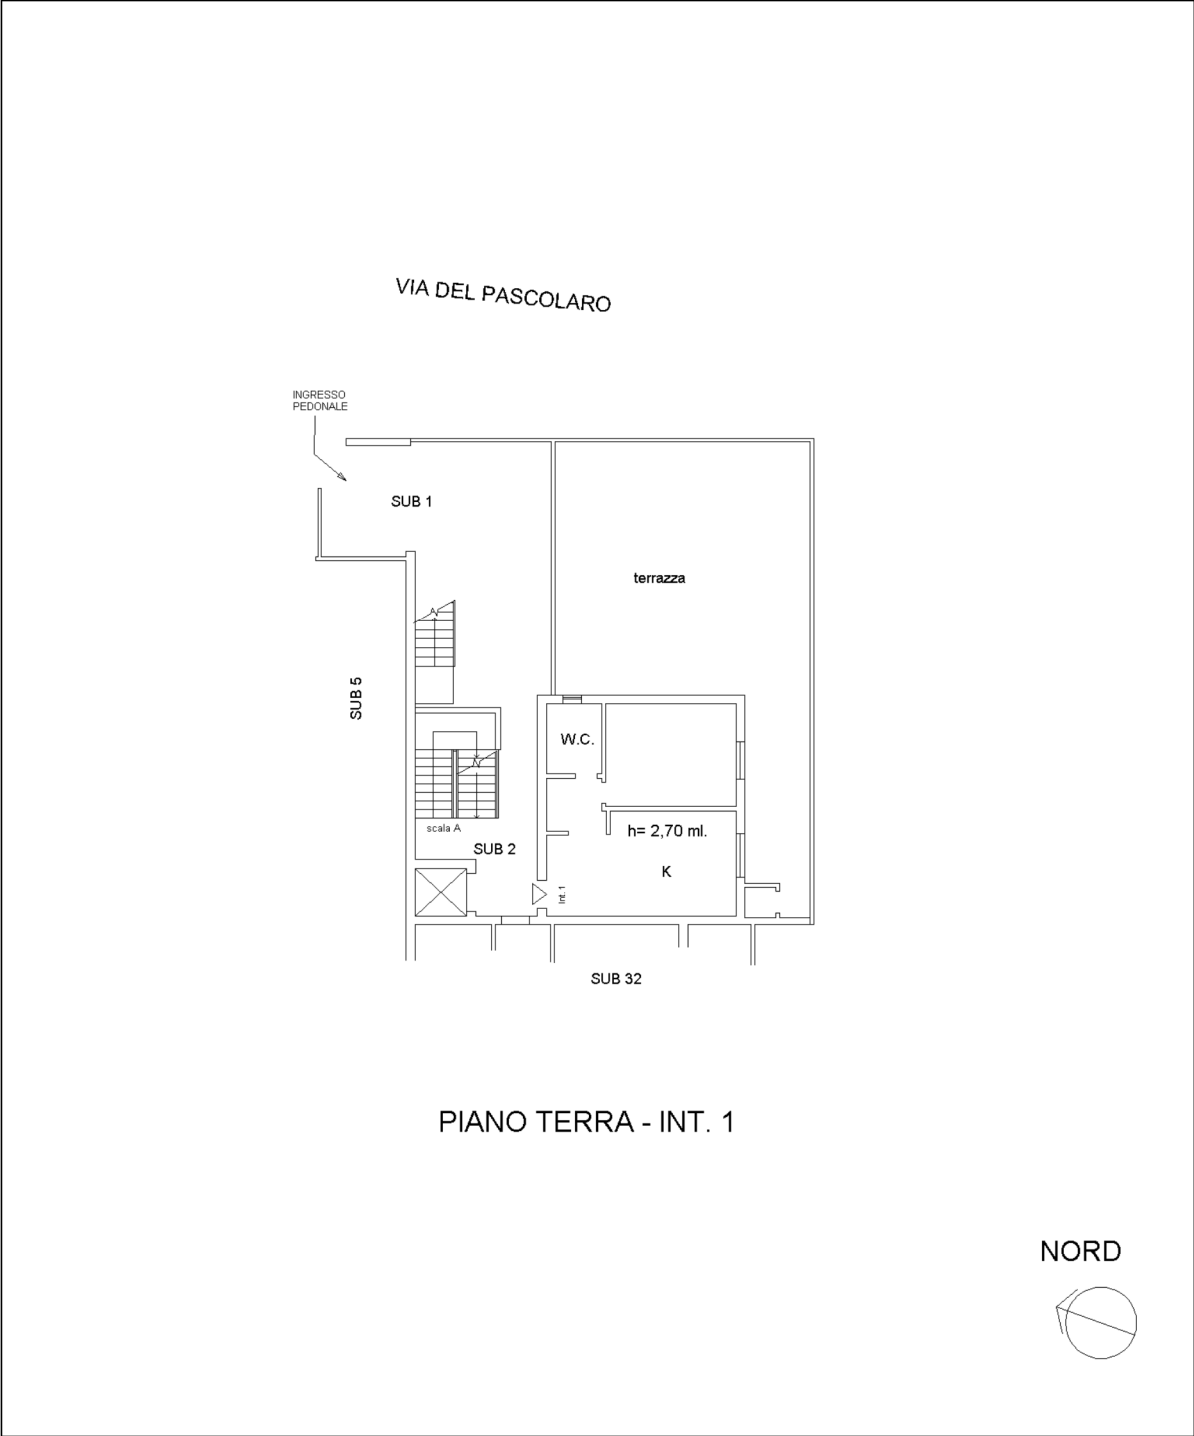 VIA DEL PASCOLARO
INGRESSO
PEDONALE
SUB 1
terrazza
SUB 5
W.C.
scala A
SUB 2
h= 2,70 ml.
K
Int. 1
SUB 32
PIANO TERRA - INT. 1
NORD